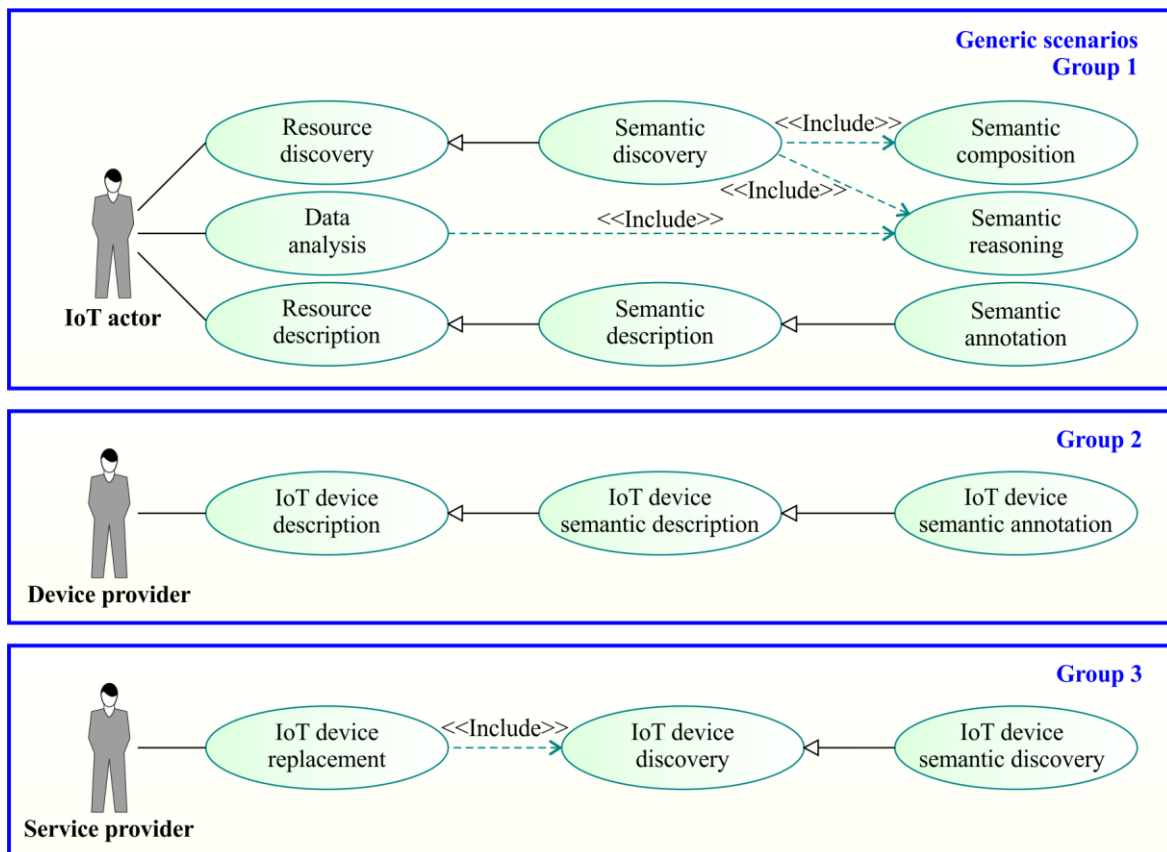 Generic scenarios
Group 1
Resource
discovery
Semantic
discovery
<<Include>>
Semantic
composition
<<Include>>
Data
analysis
<<Include>>
Semantic
reasoning
IoT actor
Resource
description
Semantic
description
Semantic
annotation
Group 2
IoT device
description
IoT device
semantic description
IoT device
semantic annotation
Device provider
Group 3
IoT device
replacement
<<Include>>
IoT device
discovery
IoT device
semantic discovery
Service provider